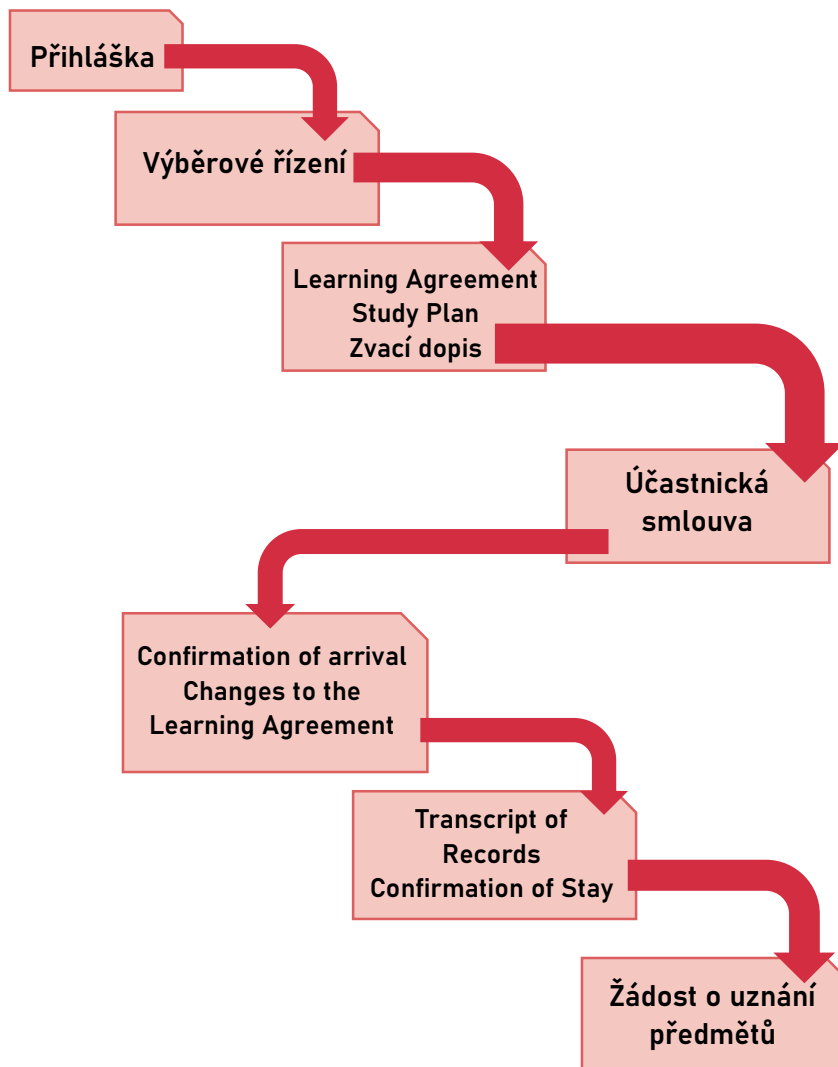 Přihláška
Výběrové řízení
Learning Agreement
Study Plan
Zvací dopis
Účastnická
smlouva
Confirmation of arrival
Changes to the
Learning Agreement
Transcript of
Records
Confirmation of Stay
Žádost o uznání
předmětů